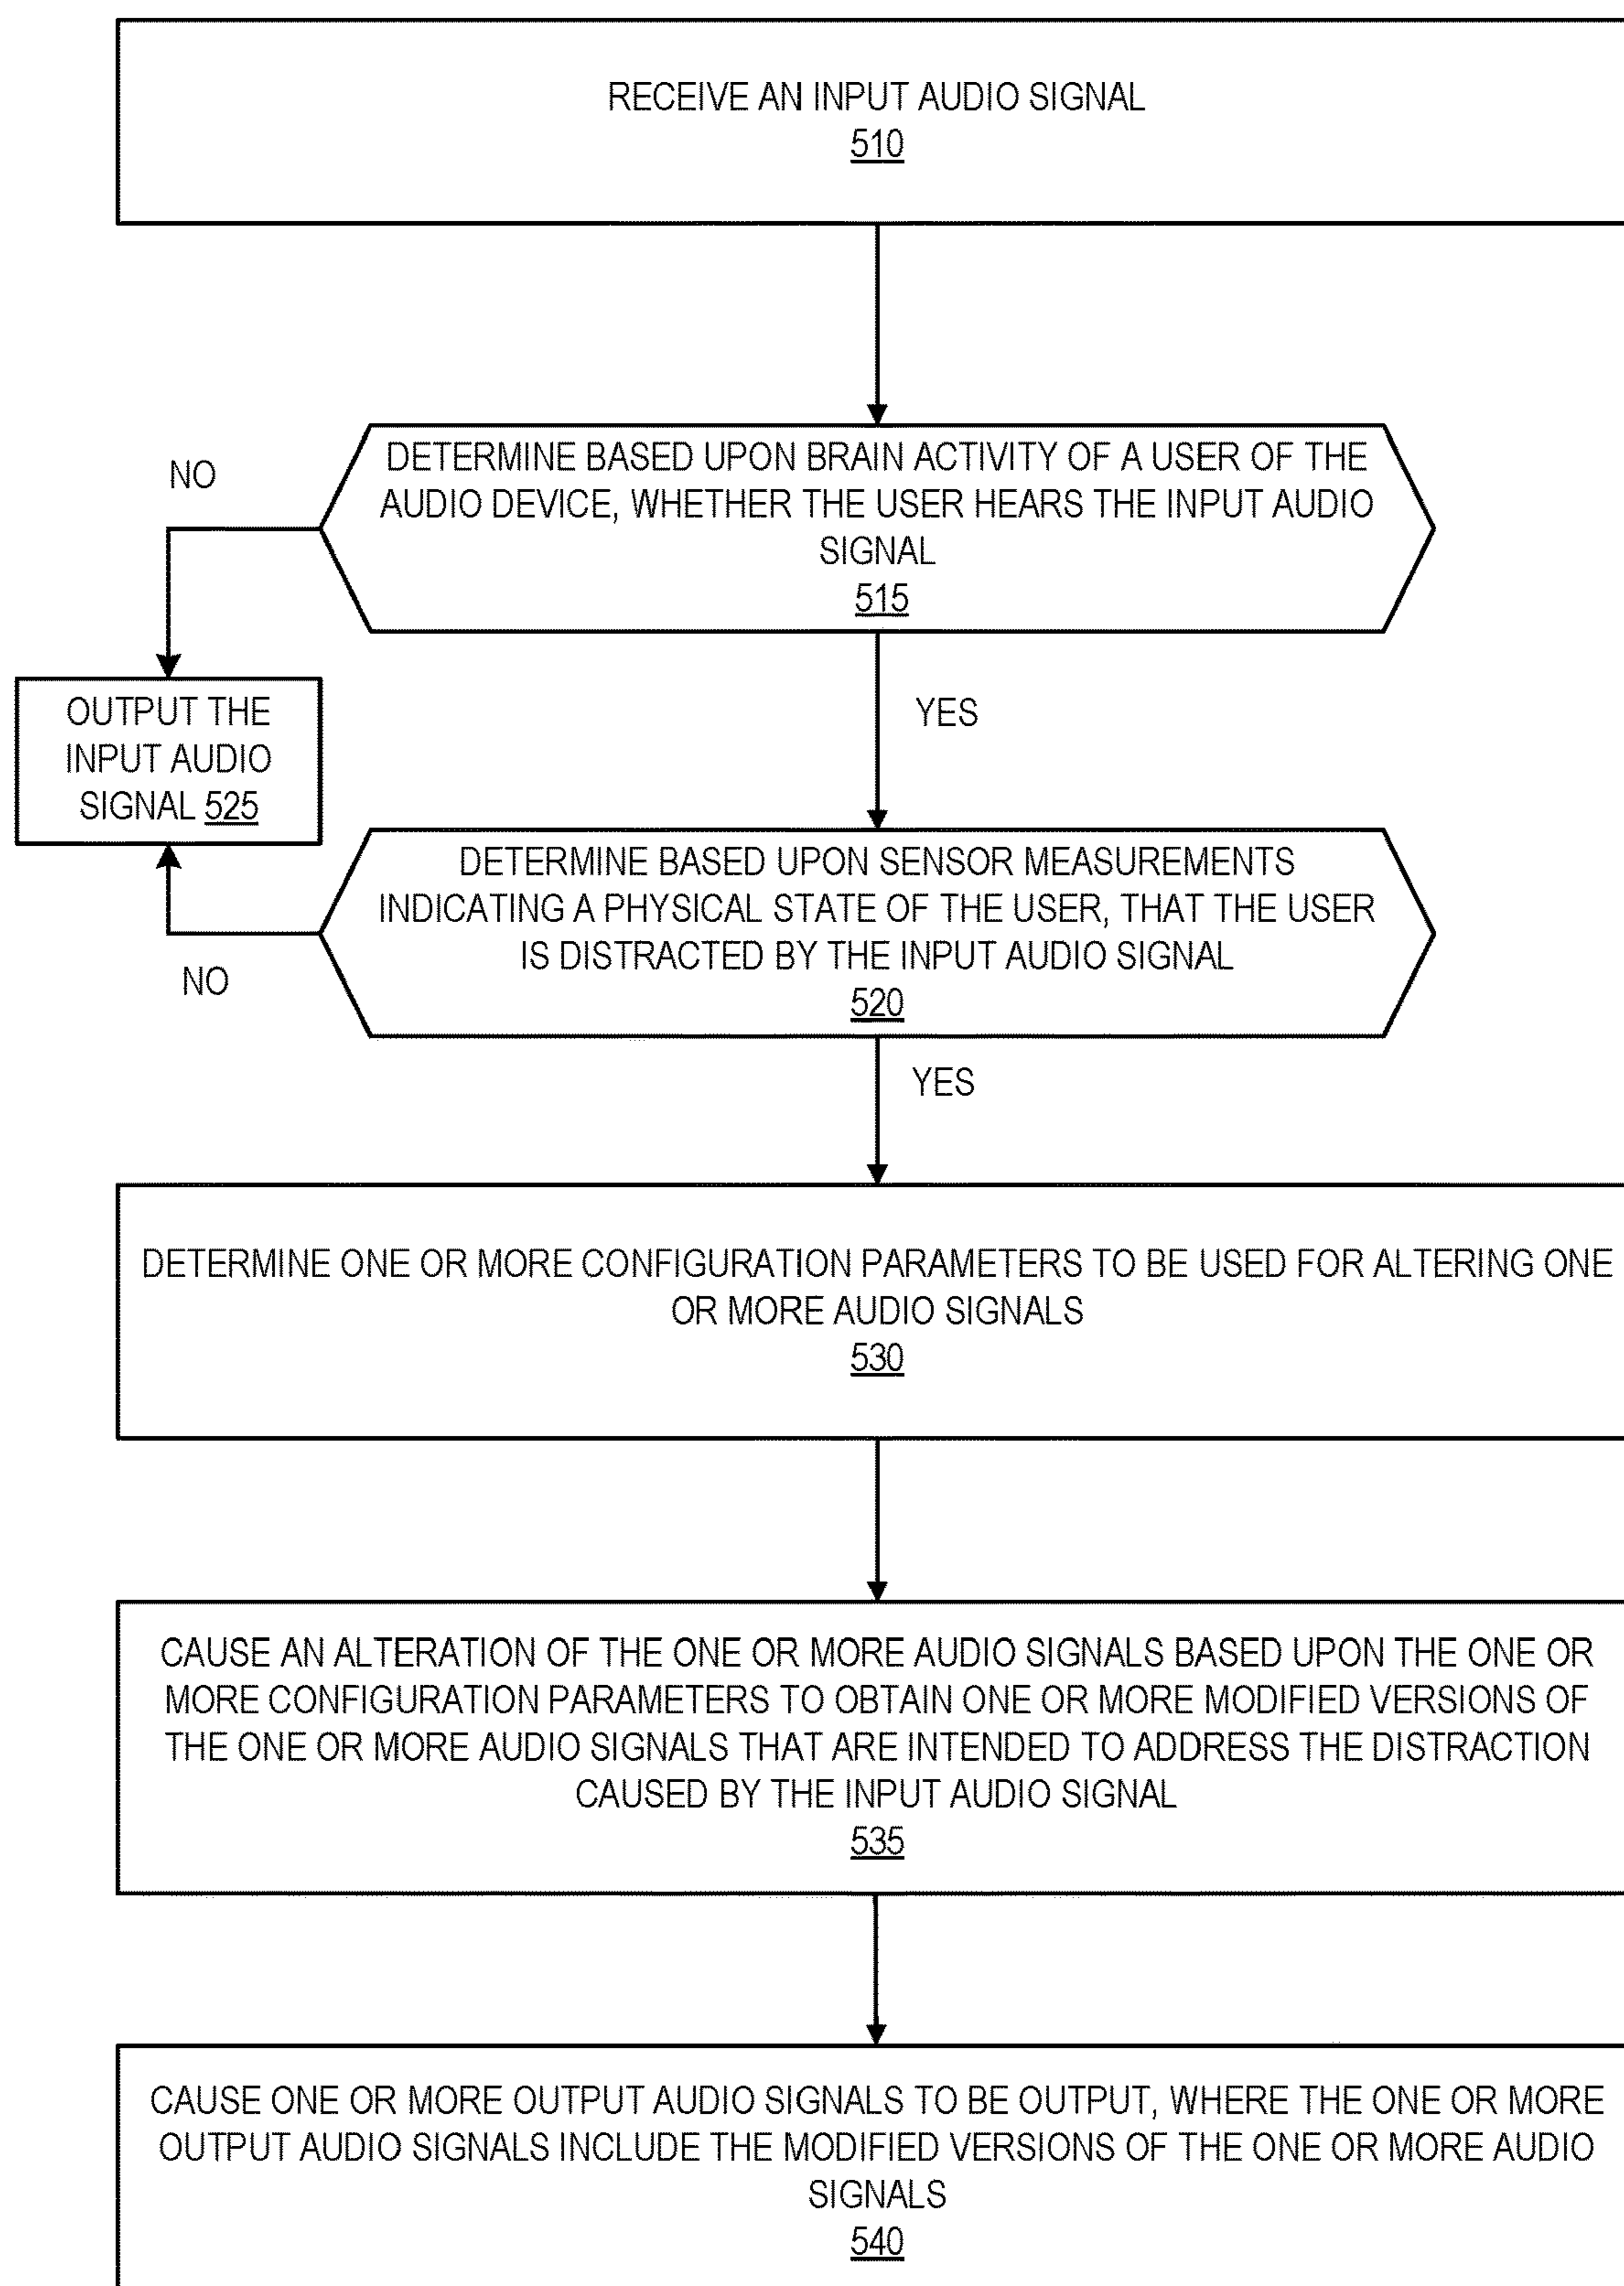 RECEIVE AN INPUT AUDIO SIGNAL
510
DETERMINE BASED UPON BRAIN ACTIVITY OF A USER OF THE
AUDIO DEVICE, WHETHER THE USER HEARS THE INPUT AUDIO
SIGNAL
515
NO
YES
OUTPUT THE
INPUT AUDIO
SIGNAL 525
DETERMINE BASED UPON SENSOR MEASUREMENTS
INDICATING A PHYSICAL STATE OF THE USER, THAT THE USER
IS DISTRACTED BY THE INPUT AUDIO SIGNAL
520
NO
YES
DETERMINE ONE OR MORE CONFIGURATION PARAMETERS TO BE USED FOR ALTERING ONE
OR MORE AUDIO SIGNALS
530
CAUSE AN ALTERATION OF THE ONE OR MORE AUDIO SIGNALS BASED UPON THE ONE OR
MORE CONFIGURATION PARAMETERS TO OBTAIN ONE OR MORE MODIFIED VERSIONS OF
THE ONE OR MORE AUDIO SIGNALS THAT ARE INTENDED TO ADDRESS THE DISTRACTION
CAUSED BY THE INPUT AUDIO SIGNAL
535
CAUSE ONE OR MORE OUTPUT AUDIO SIGNALS TO BE OUTPUT, WHERE THE ONE OR MORE
OUTPUT AUDIO SIGNALS INCLUDE THE MODIFIED VERSIONS OF THE ONE OR MORE AUDIO
SIGNALS
540